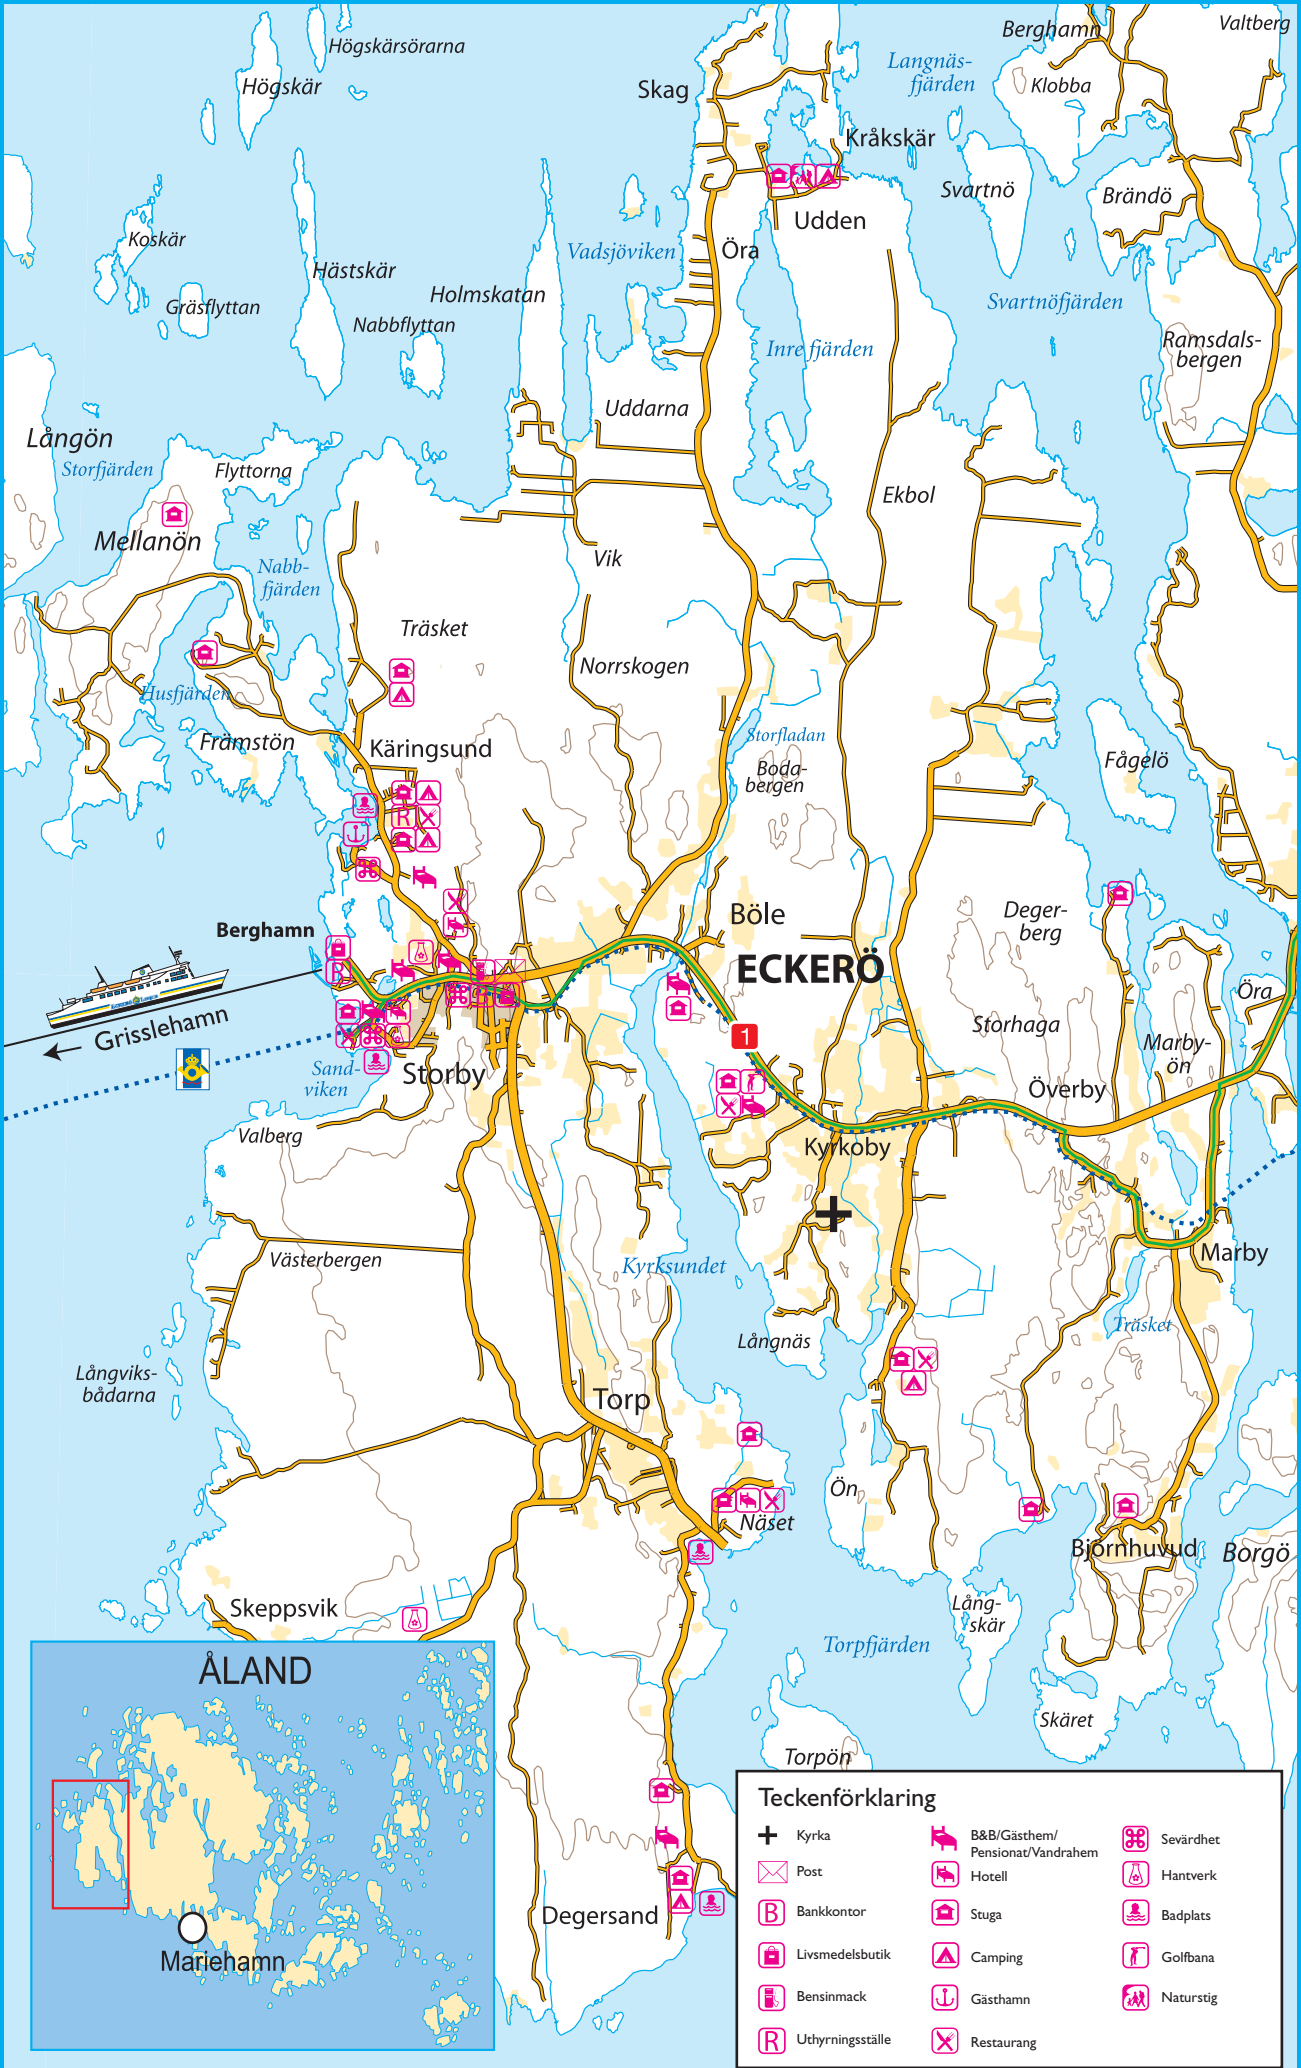 Högskärsörarna
Högskär
Skag
Langnäs-
fjärden
Berghamn
Valtberg
Klobba
Kråkskär
Svartnö
Brändö
Udden
Koskär
Hästskär
Vadsjöviken
Öra
Gräsflyttan
Holmskatan
Nabbflyttan
Svartnöfjärden
Inre fjärden
Ramsdals-
bergen
Uddarna
Långön
Storfjärden
Flyttorna
Ekbol
Mellanön
Nabb-
fjärden
Vik
Träsket
Norrskogen
Husfjärden
Främstön
Käringsund
Storfladan
Boda-
bergen
Fågelö
R
Berghamn
B
Böle
Deger-
berg
ECKERÖ
Öra
Grisslehamn
Storhaga
1
Marby-
ön
Sand-
viken
Storby
Överby
Valberg
Kyrkoby
Västerbergen
Kyrksundet
Marby
Träsket
Långnäs
Långviks-
bådarna
Torp
Ön
Näset
Björnhuvud
Borgö
Skeppsvik
Lång-
skär
Torpfjärden
Skäret
Torpön
Degersand
ÅLAND
Mariehamn
Teckenförklaring
Kyrka
Post
B
Bankkontor
Livsmedelsbutik
Bensinmack
R
Uthyrningsställe
B&B/Gästhem/
Pensionat/Vandrahem
Hotell
Stuga
Camping
Gästhamn
Restaurang
Sevärdhet
Hantverk
Badplats
Golfbana
Naturstig